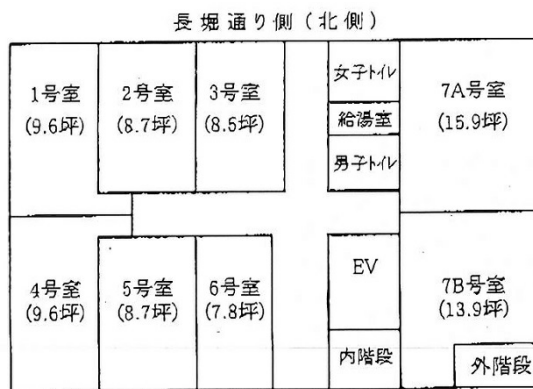 長堀通り側(北側)
1号室
(9.6坪)
2号室
(8.7坪)
3号室
(8.5坪)
女子トイレ
給湯室
男子トイレ
7A号室
(15.9坪)
4号室
(9.6坪)
5号室
(8.7坪)
6号室
(7.8坪)
EV
内階段
7B号室
(13.9坪)
外階段